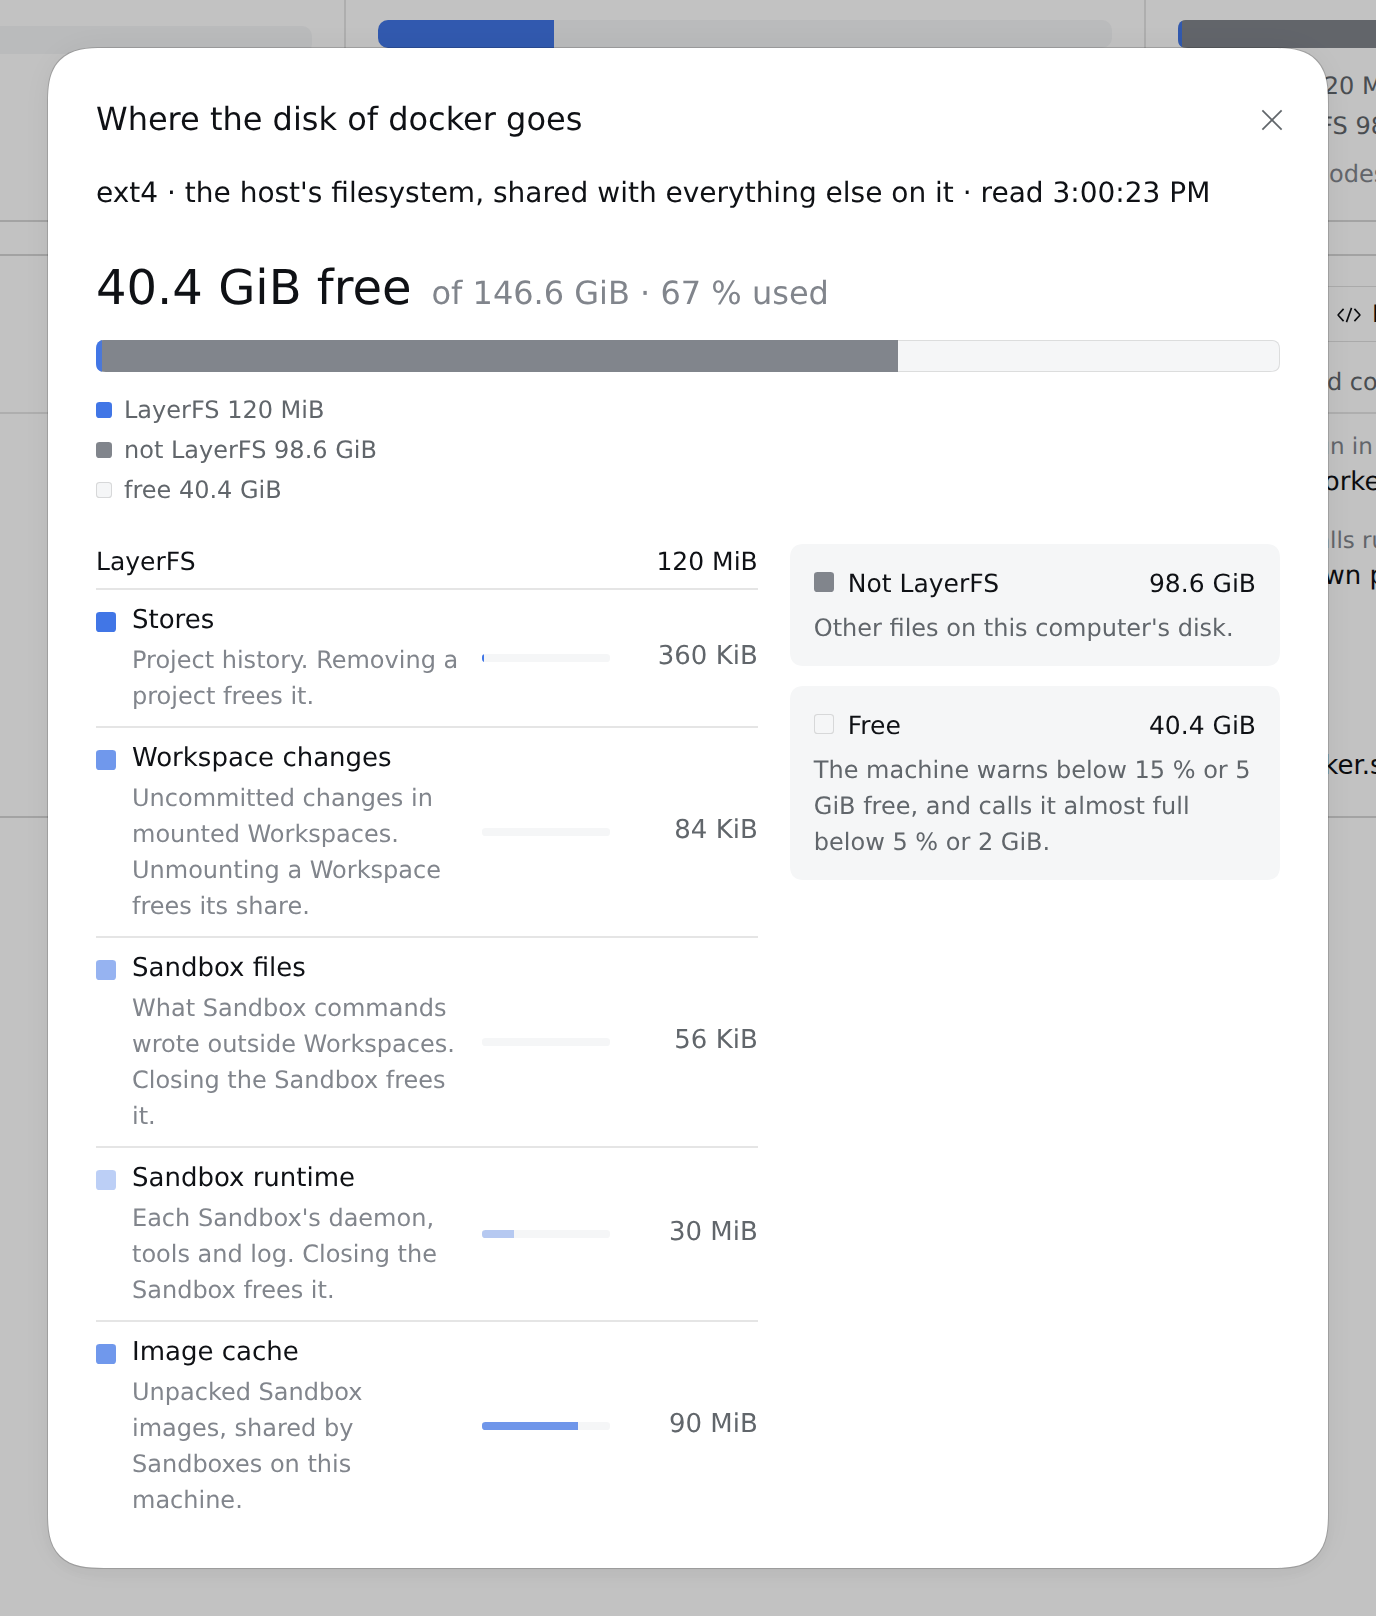 Where the disk of docker goes
ext4 · the host's filesystem, shared with everything else on it · read 3:00:23 PM
40.4 GiB free of 146.6 GiB · 67 % used
LayerFS 120 MiB
not LayerFS 98.6 GiB
free 40.4 GiB
LayerFS 120 MiB
Stores
Project history. Removing a
project frees it.
360 KiB
Workspace changes
Uncommitted changes in
mounted Workspaces.
Unmounting a Workspace
frees its share.
84 KiB
Sandbox files
What Sandbox commands
wrote outside Workspaces.
Closing the Sandbox frees
it.
56 KiB
Sandbox runtime
Each Sandbox's daemon,
tools and log. Closing the
Sandbox frees it.
30 MiB
Image cache
Unpacked Sandbox
images, shared by
Sandboxes on this
machine.
90 MiB
Not LayerFS 98.6 GiB
Other files on this computer's disk.
Free 40.4 GiB
The machine warns below 15 % or 5
GiB free, and calls it almost full
below 5 % or 2 GiB.